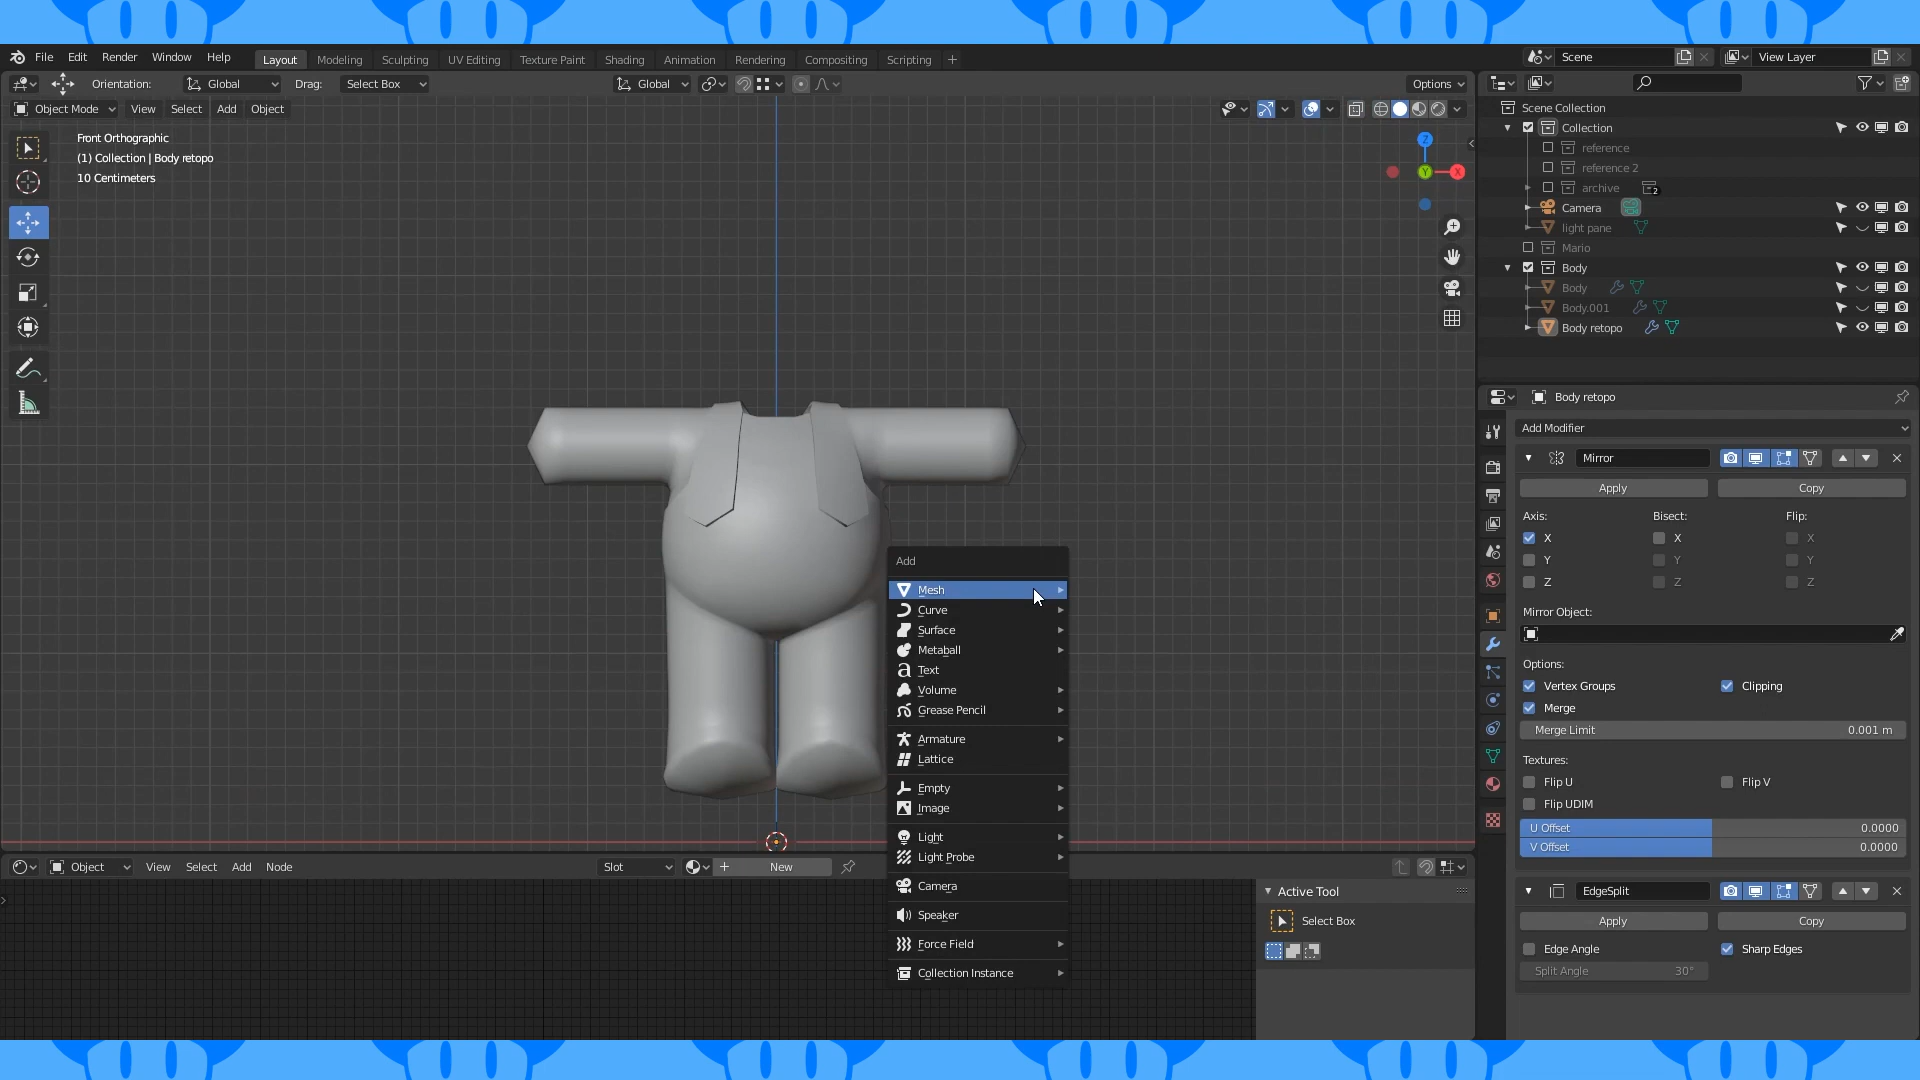 File Edit Render Window Help Layout Modeling Sculpting UV Editing Texture Paint Shading Animation Rendering Compositing Scripting + Scene View Layer
Orientation: Global Drag: Select Box Global Options
Object Mode View Select Add Object
Front Orthographic
(1) Collection | Body retopo
10 Centimeters
Z
Y
X
Scene Collection
Collection
reference
reference 2
archive 2
Camera
light pane
Mario
Body
Body
Body.001
Body retopo
Body retopo
Add Modifier
Mirror
Apply Copy
Axis: Bisect: Flip:
X X X
Y Y Y
Z Z Z
Mirror Object:
Options:
Vertex Groups Clipping
Merge
Merge Limit 0.001 m
Textures:
Flip U Flip V
Flip UDIM
U Offset 0.0000
V Offset 0.0000
EdgeSplit
Apply Copy
Edge Angle Sharp Edges
Split Angle 30°
Add
Mesh
Curve
Surface
Metaball
Text
Volume
Grease Pencil
Armature
Lattice
Empty
Image
Light
Light Probe
Camera
Speaker
Force Field
Collection Instance
Object View Select Add Node Slot + New
Active Tool
Select Box